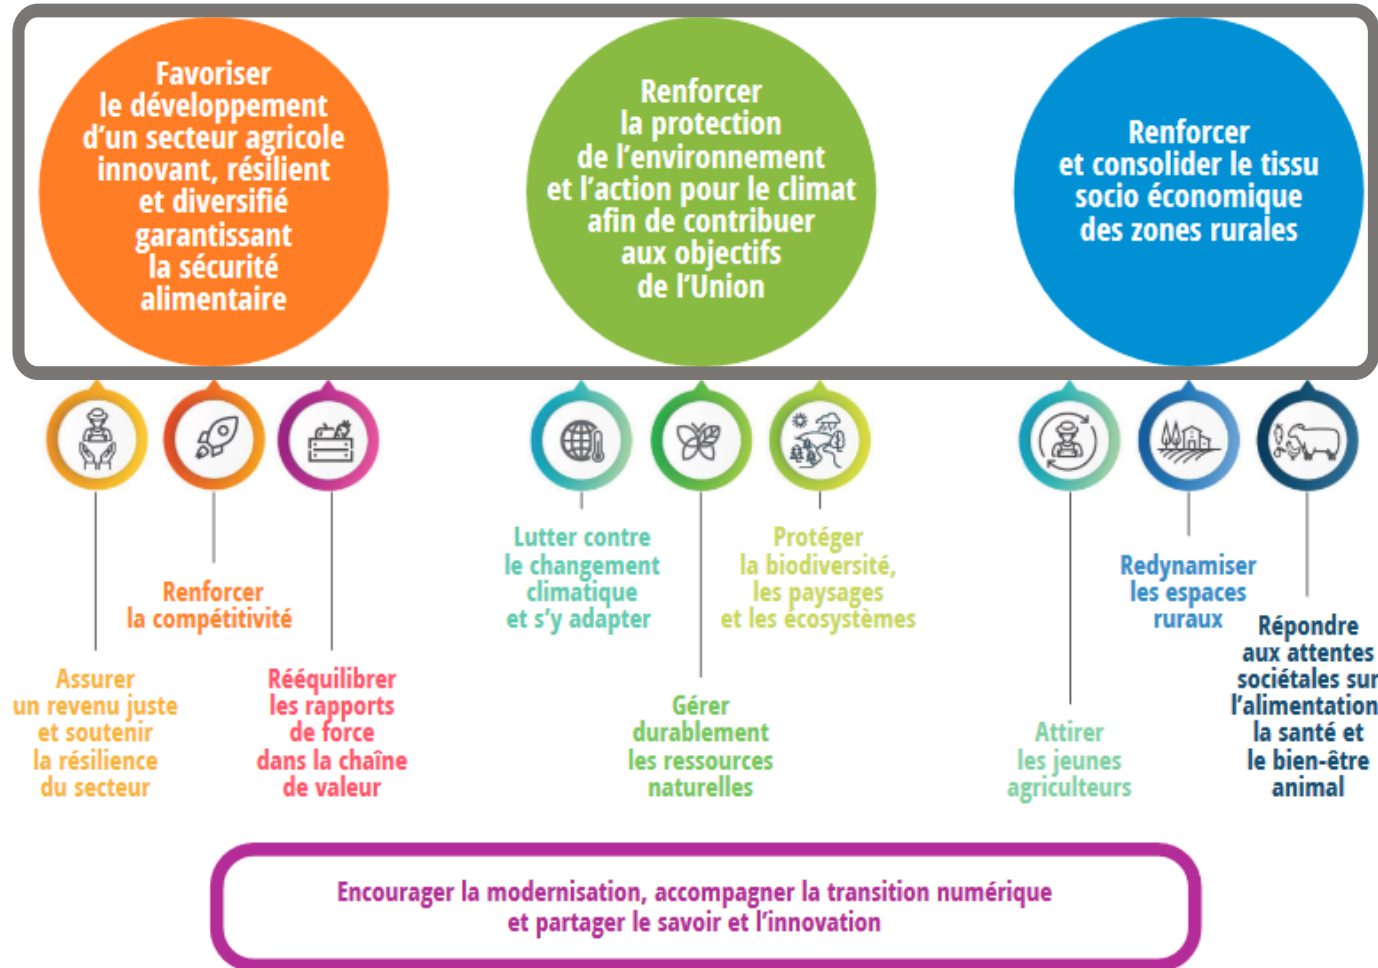 Favoriser
le développement
d'un secteur agricole
innovant, résilient
et diversifié
garantissant
la sécurité
alimentaire
Renforcer
la protection
de l'environnement
et l'action pour le climat
afin de contribuer
aux objectifs
de l'Union
Renforcer
et consolider le tissu
socio économique
des zones rurales
Assurer
un revenu juste
et soutenir
la résilience
du secteur
Renforcer
la compétitivité
Rééquilibrer
les rapports
de force
dans la chaîne
de valeur
Lutter contre
le changement
climatique
et s'y adapter
Gérer
durablement
les ressources
naturelles
Protéger
la biodiversité,
les paysages
et les écosystèmes
Attirer
les jeunes
agriculteurs
Redynamiser
les espaces
ruraux
Répondre
aux attentes
sociétales sur
l'alimentation
la santé et
le bien-être
animal
Encourager la modernisation, accompagner la transition numérique
et partager le savoir et l'innovation